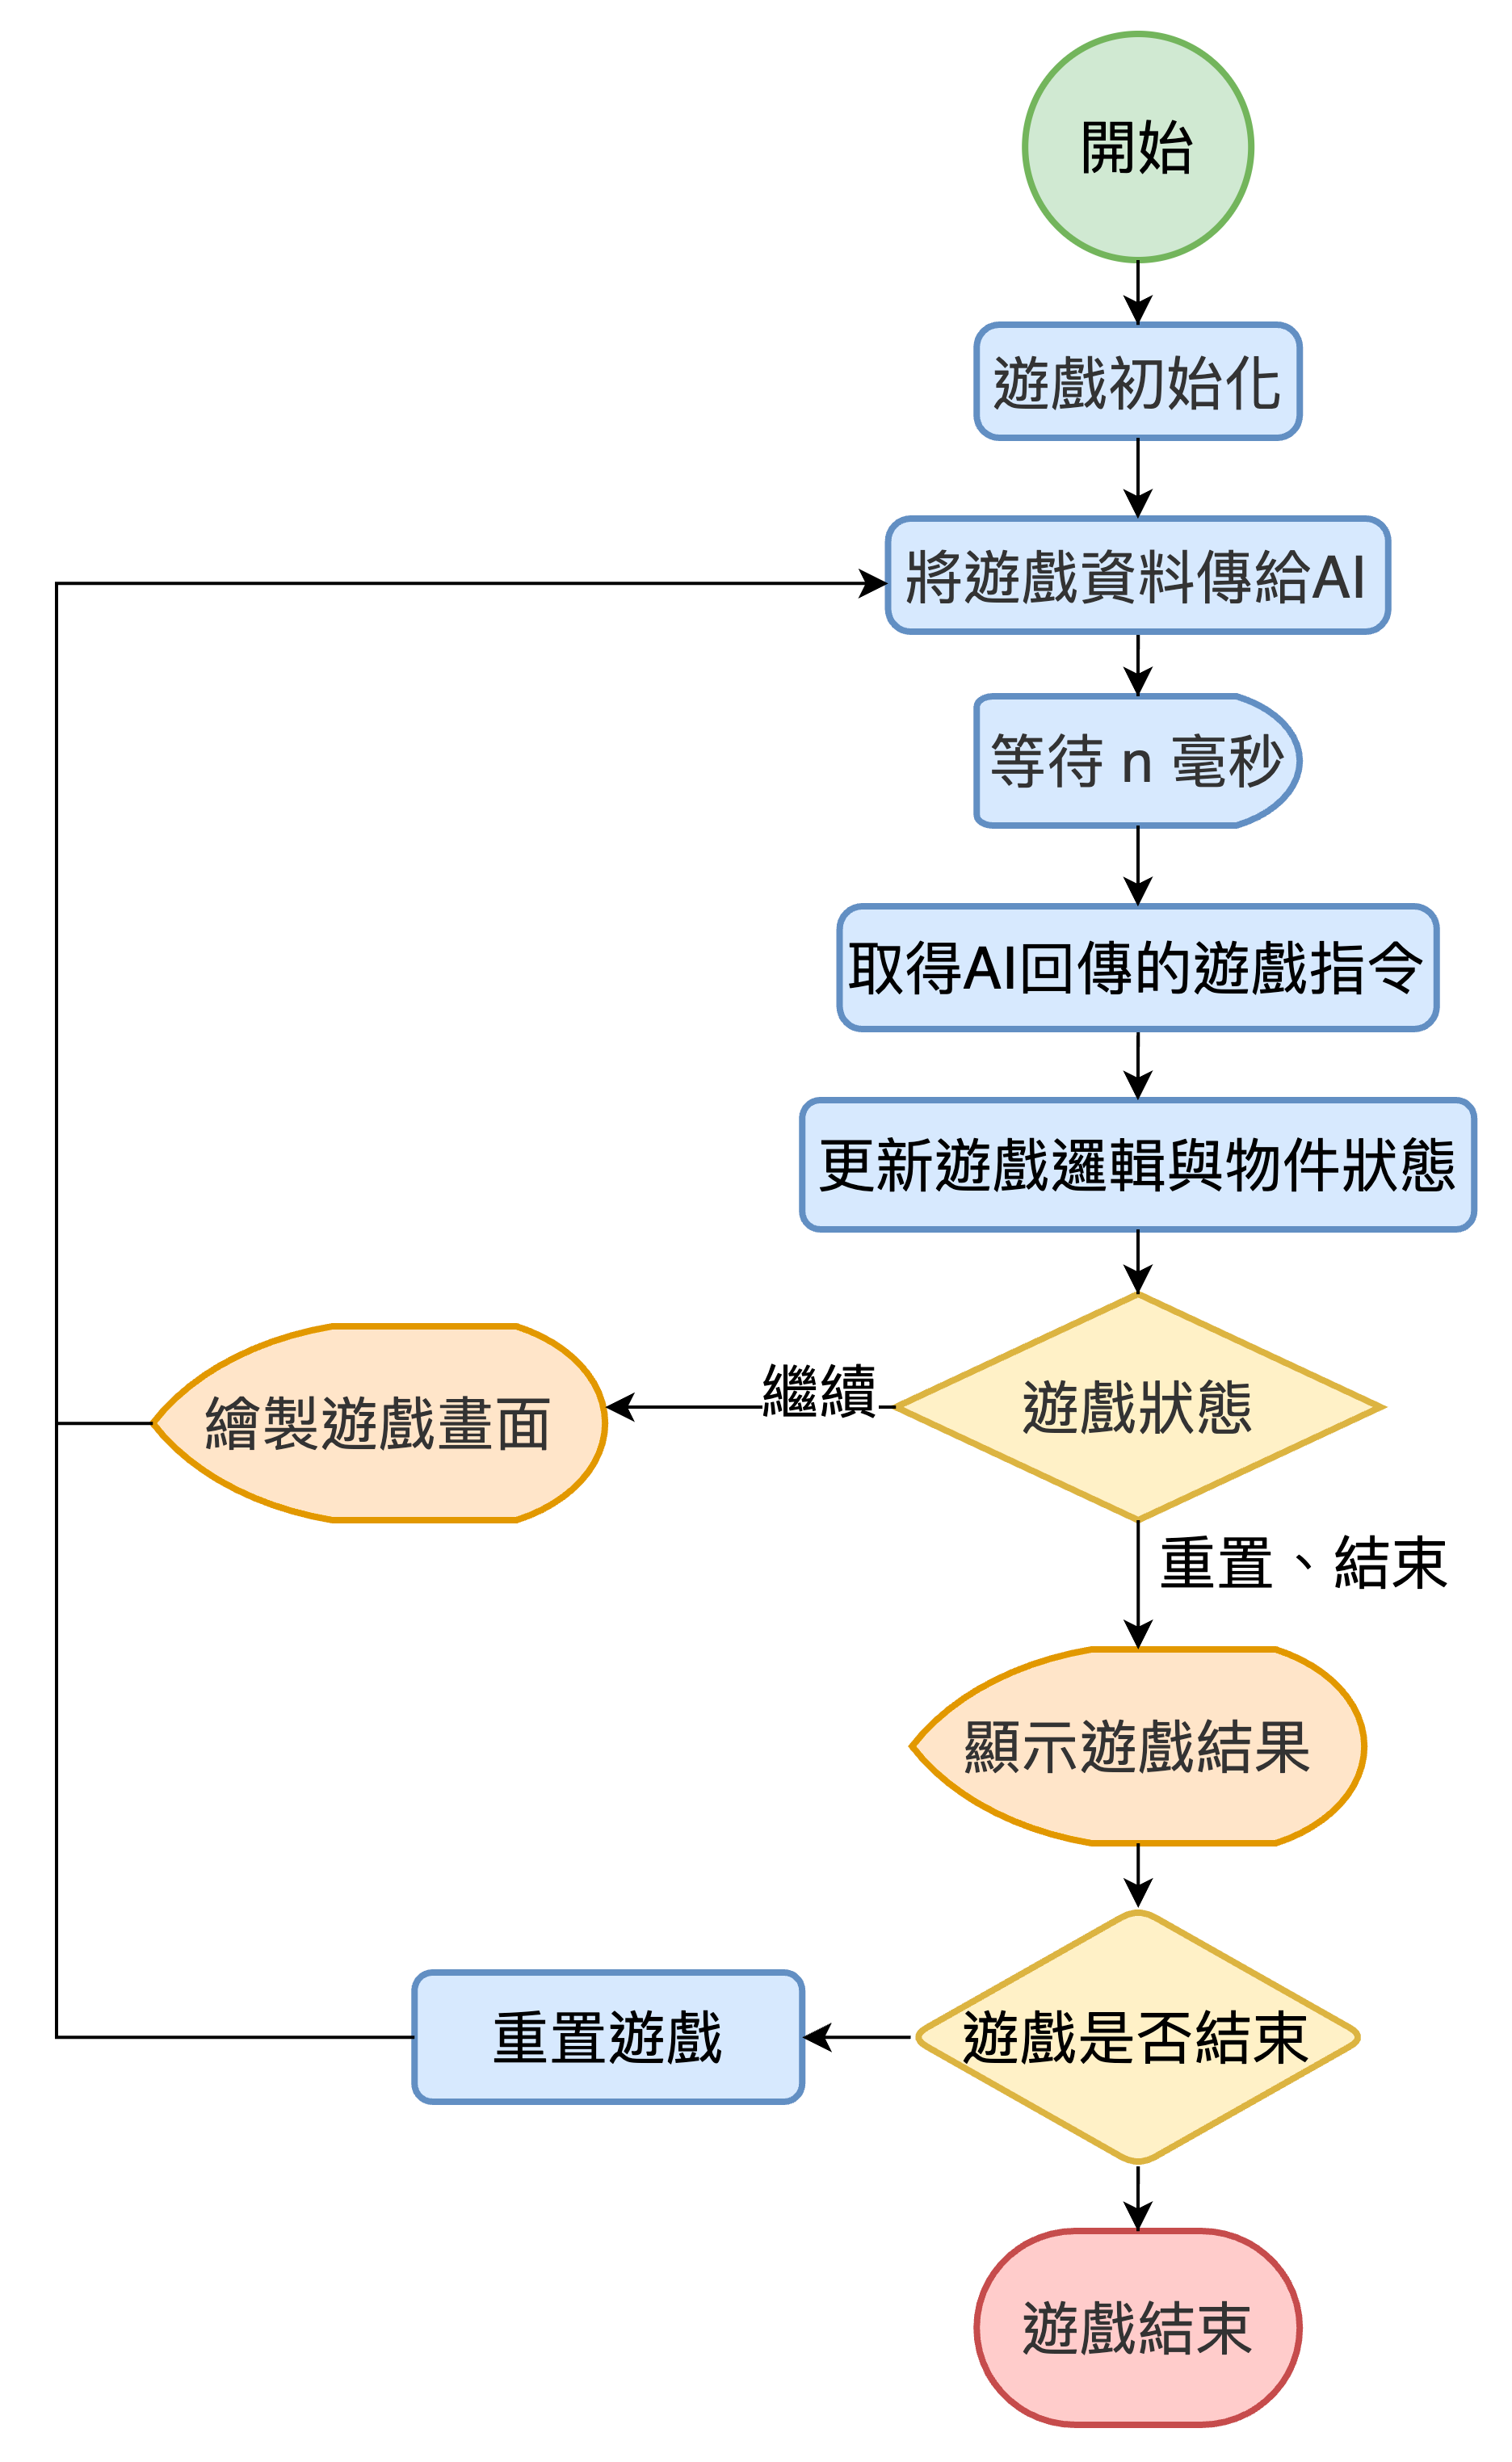 開始
遊戲初始化
將遊戲資料傳給AI
等待 n 毫秒
取得AI回傳的遊戲指令
更新遊戲邏輯與物件狀態
遊戲狀態
繼續
繪製遊戲畫面
重置、結束
顯示遊戲結果
遊戲是否結束
重置遊戲
遊戲結束